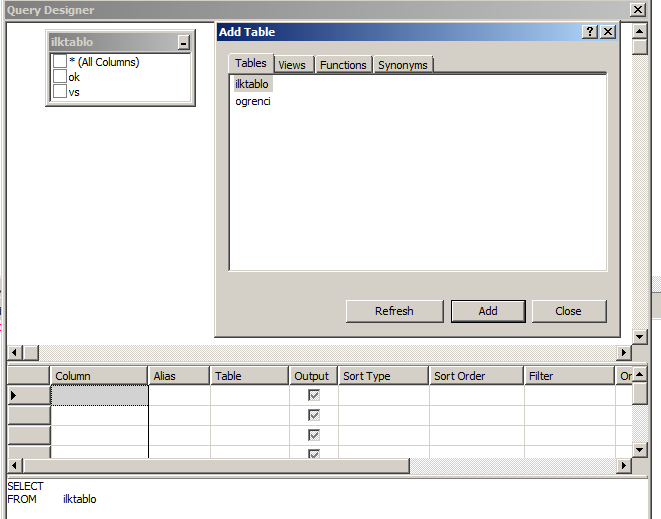 Query Designer
ilktablo
* (All Columns)
ok
vs
Add Table
Tables Views Functions Synonyms
ilktablo
ogrenci
Refresh Add Close
Column Alias Table Output Sort Type Sort Order Filter Or
SELECT
FROM ilktablo